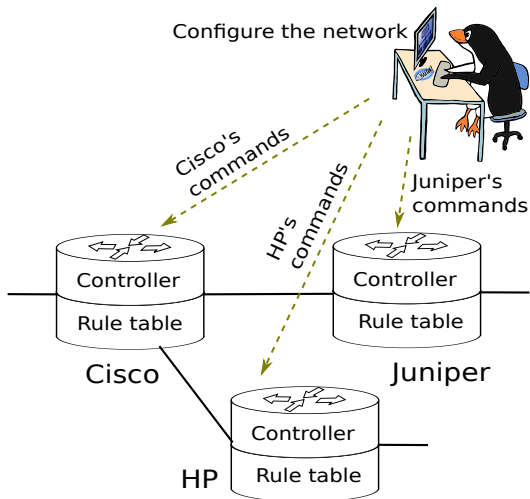 Configure the network
Cisco's
commands
HP's
commands
Juniper's
commands
Controller
Rule table
Cisco
Controller
Rule table
Juniper
Controller
Rule table
HP